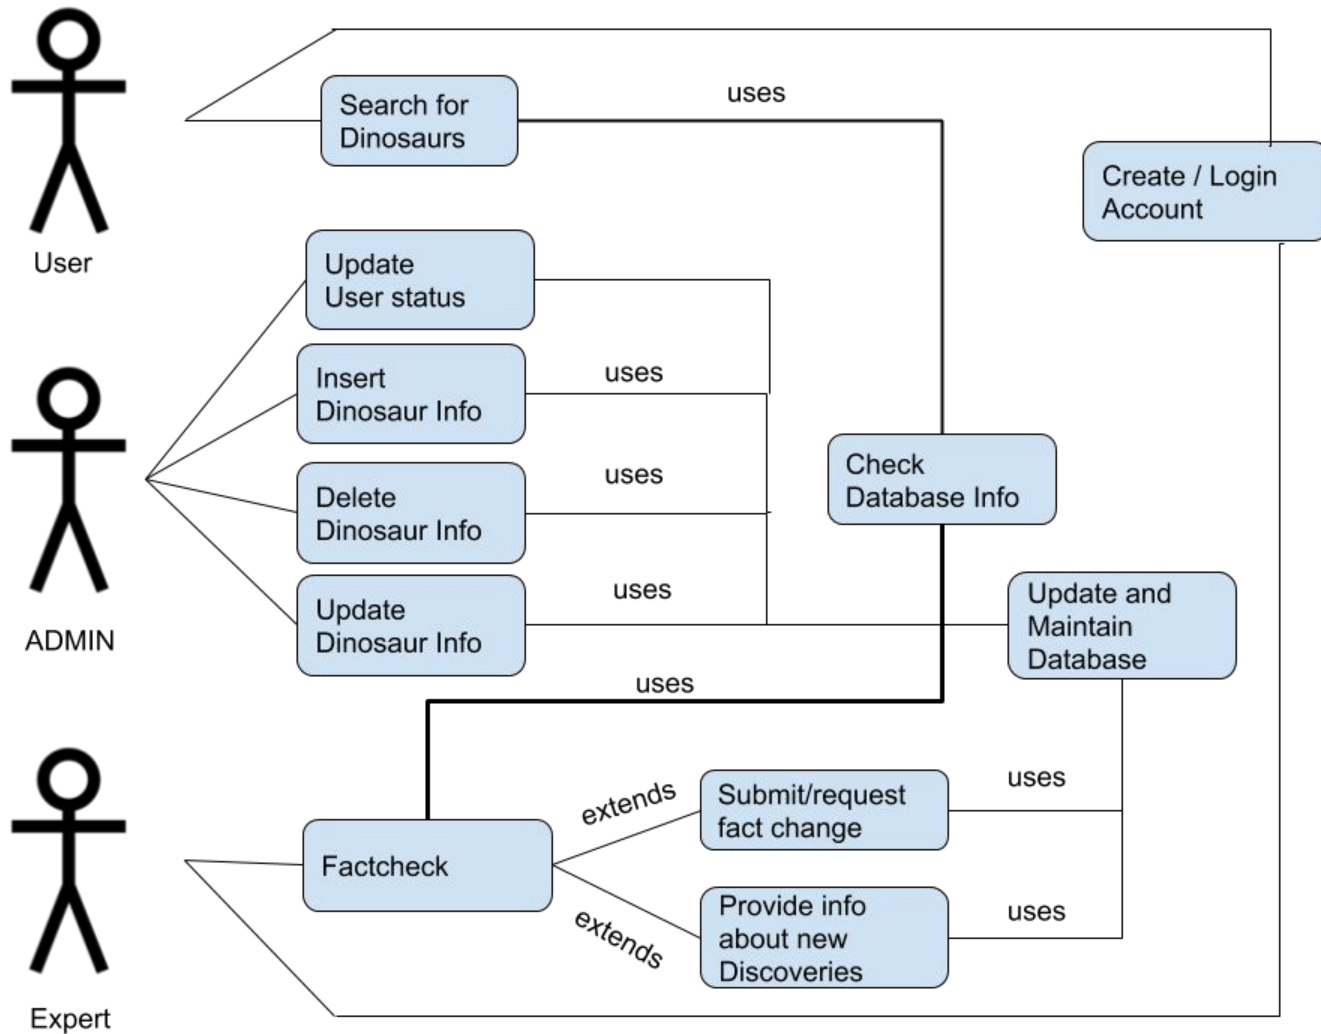 Search for
Dinosaurs
uses
Create / Login
Account
User
Update
User status
Insert
Dinosaur Info
uses
Delete
Dinosaur Info
uses
Check
Database Info
ADMIN
Update
Dinosaur Info
uses
Update and
Maintain
Database
uses
Factcheck
extends
Submit/request
fact change
uses
extends
Provide info
about new
Discoveries
uses
Expert